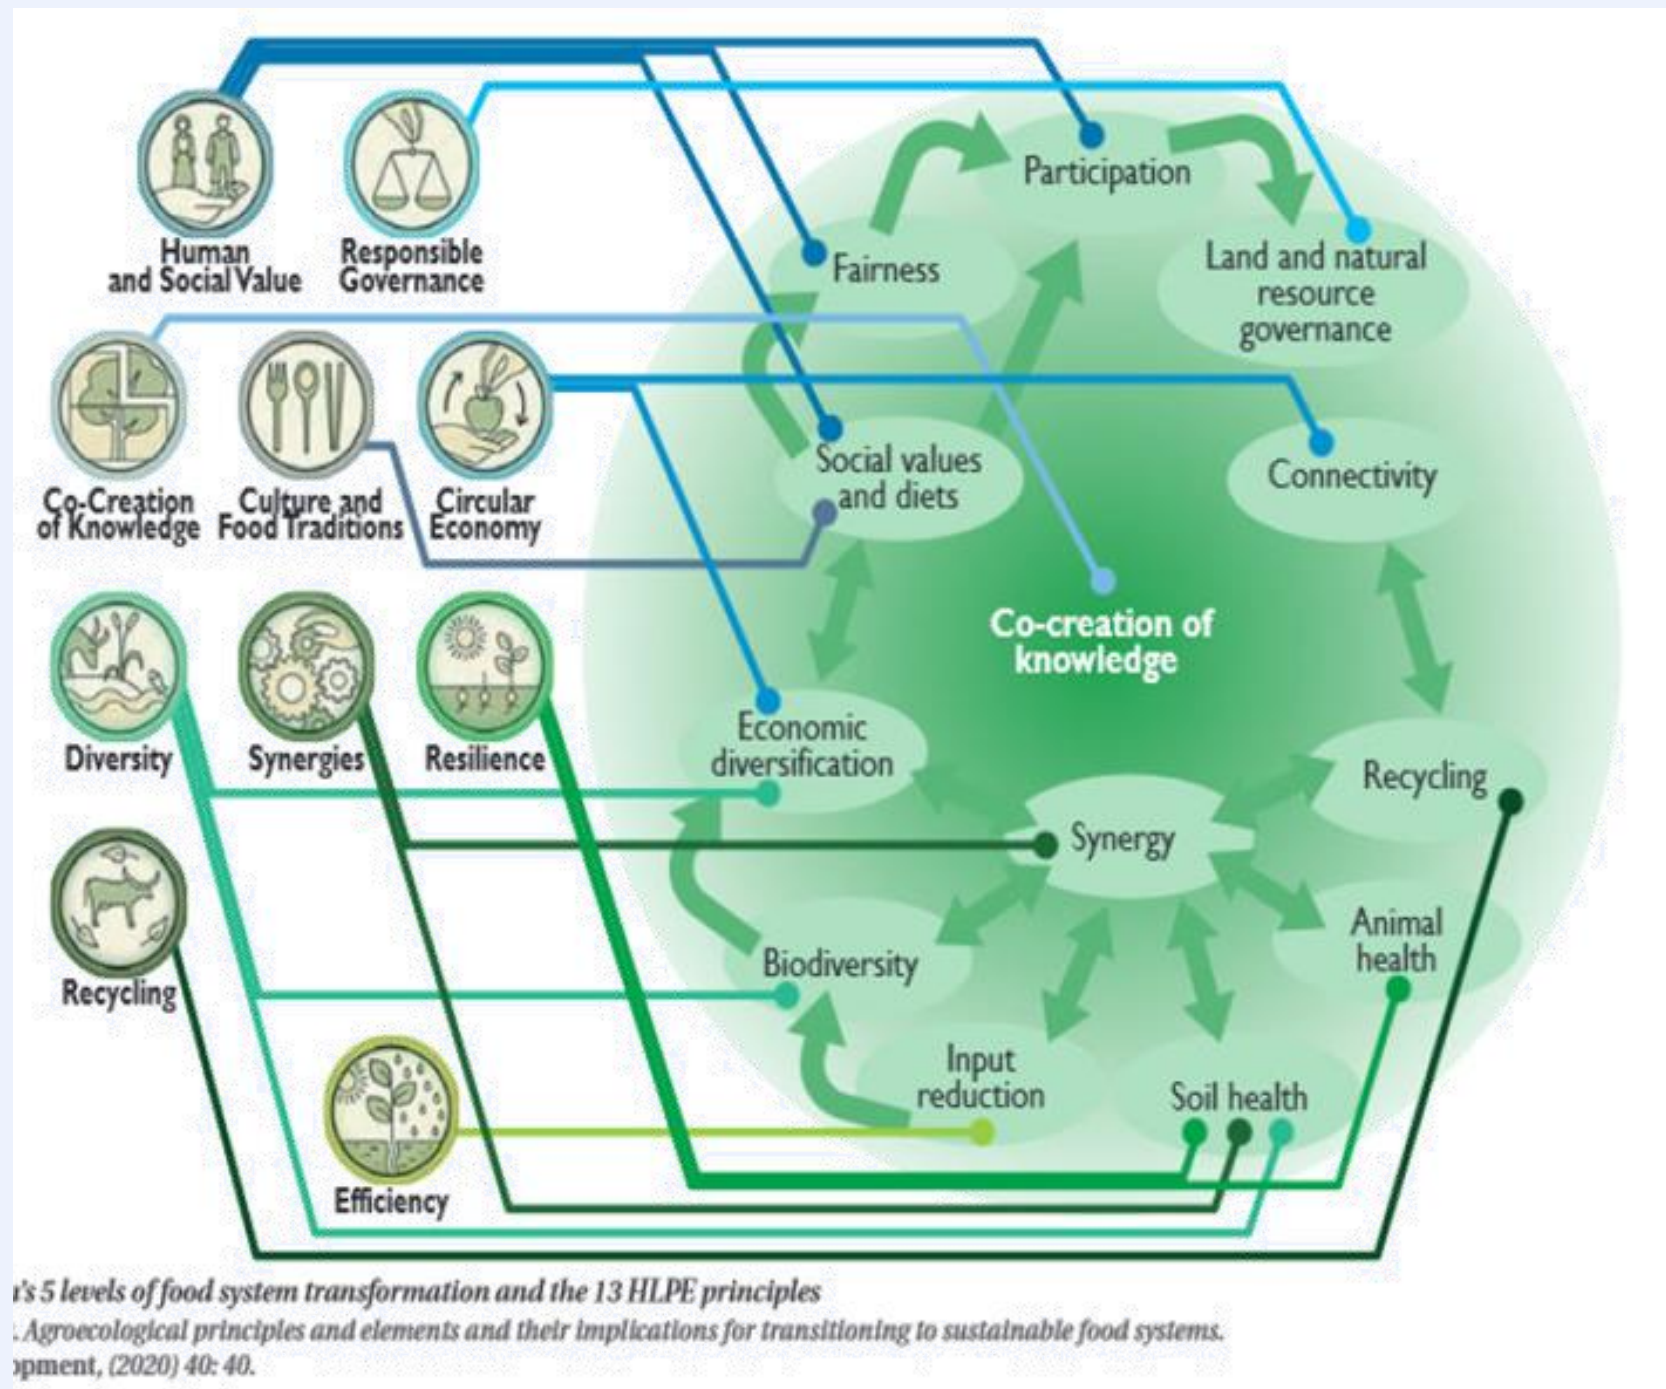 Human
and Social Value
Responsible
Governance
Participation
Fairness
Land and natural
resource
governance
Co-Creation
of Knowledge
Culture and
Food Traditions
Circular
Economy
Social values
and diets
Connectivity
Co-creation of
knowledge
Diversity
Synergies
Resilience
Economic
diversification
Recycling
Synergy
Recycling
Animal
health
Biodiversity
Input
reduction
Soil health
Efficiency
's 5 levels of food system transformation and the 13 HLPE principles
. Agroecological principles and elements and their implications for transitioning to sustainable food systems.
opment, (2020) 40: 40.